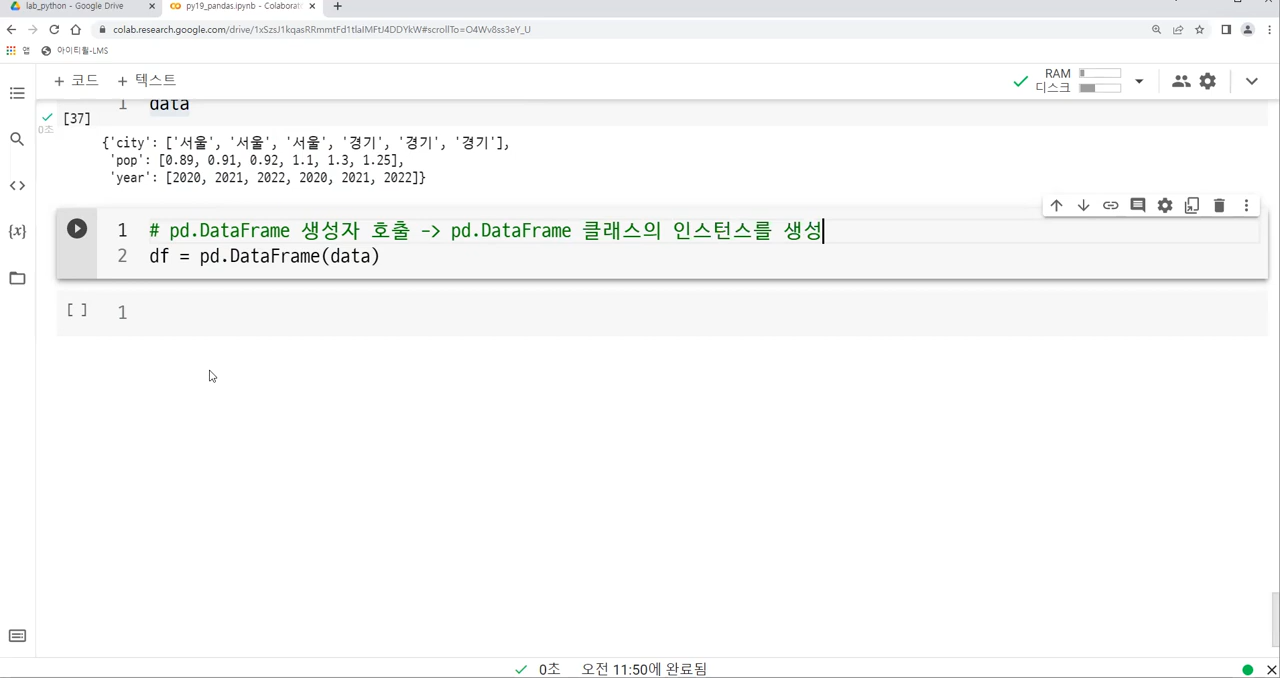 lab_python - Google Drive
py19_pandas.ipynb - Colaborat
colab.research.google.com/drive/1xSzsJ1kqasRRmmtFd1tlaIMFtJ4DDYkW#scrollTo=O4Wv8ss3eY_U
앱
아이티윌-LMS
+ 코드 + 텍스트
RAM
디스크
1 data
[37]
0초
{'city': ['서울', '서울', '서울', '경기', '경기', '경기'],
'pop': [0.89, 0.91, 0.92, 1.1, 1.3, 1.25],
'year': [2020, 2021, 2022, 2020, 2021, 2022]}
1 # pd.DataFrame 생성자 호출 -> pd.DataFrame 클래스의 인스턴스를 생성
2 df = pd.DataFrame(data)
[ ] 1
{x}
0초 오전 11:50에 완료됨